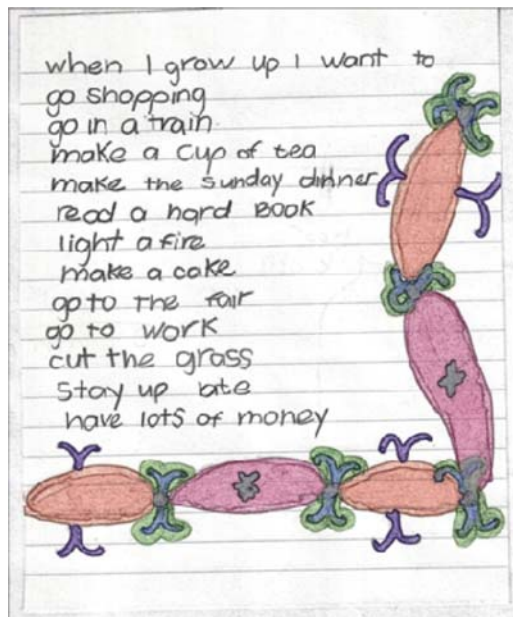 when I grow up I want to
go shopping
go in a train
make a cup of tea
make the Sunday dinner
read a hard BOOK
light a fire
make a cake
go to the fair
go to work
cut the grass
Stay up late
have lots of money